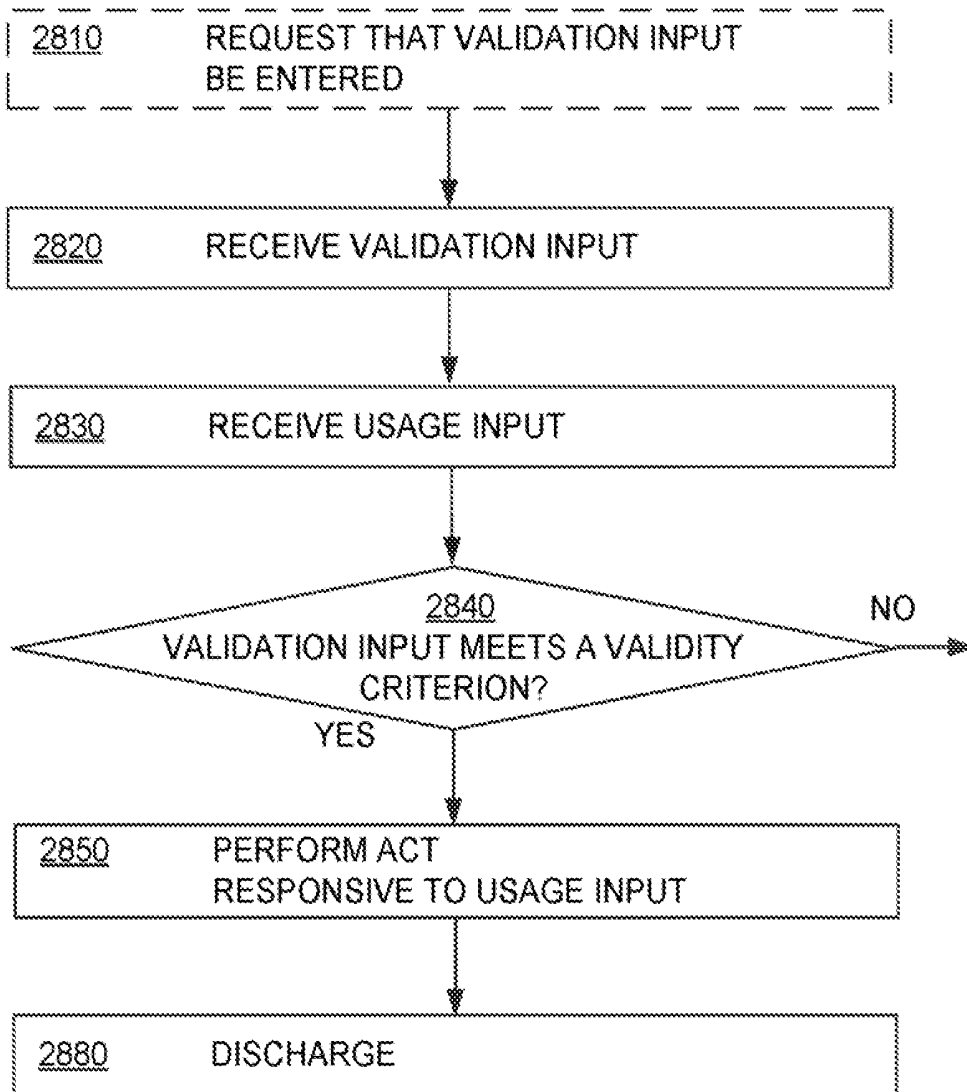 2810 REQUEST THAT VALIDATION INPUT
BE ENTERED
2820 RECEIVE VALIDATION INPUT
2830 RECEIVE USAGE INPUT
2840
VALIDATION INPUT MEETS A VALIDITY
CRITERION?
NO
YES
2850 PERFORM ACT
RESPONSIVE TO USAGE INPUT
2880 DISCHARGE